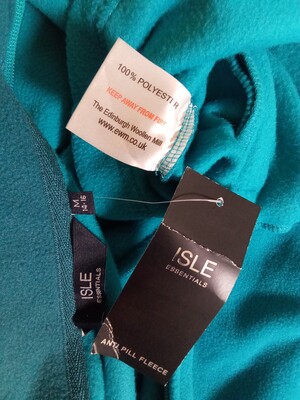 100% POLYESTER
KEEP AWAY FROM FIRE
The Edinburgh Woollen Mill
www.ewm.co.uk
M
14-16
ISLE
ESSENTIALS
ISLE
ESSENTIALS
ANTI PILL FLEECE